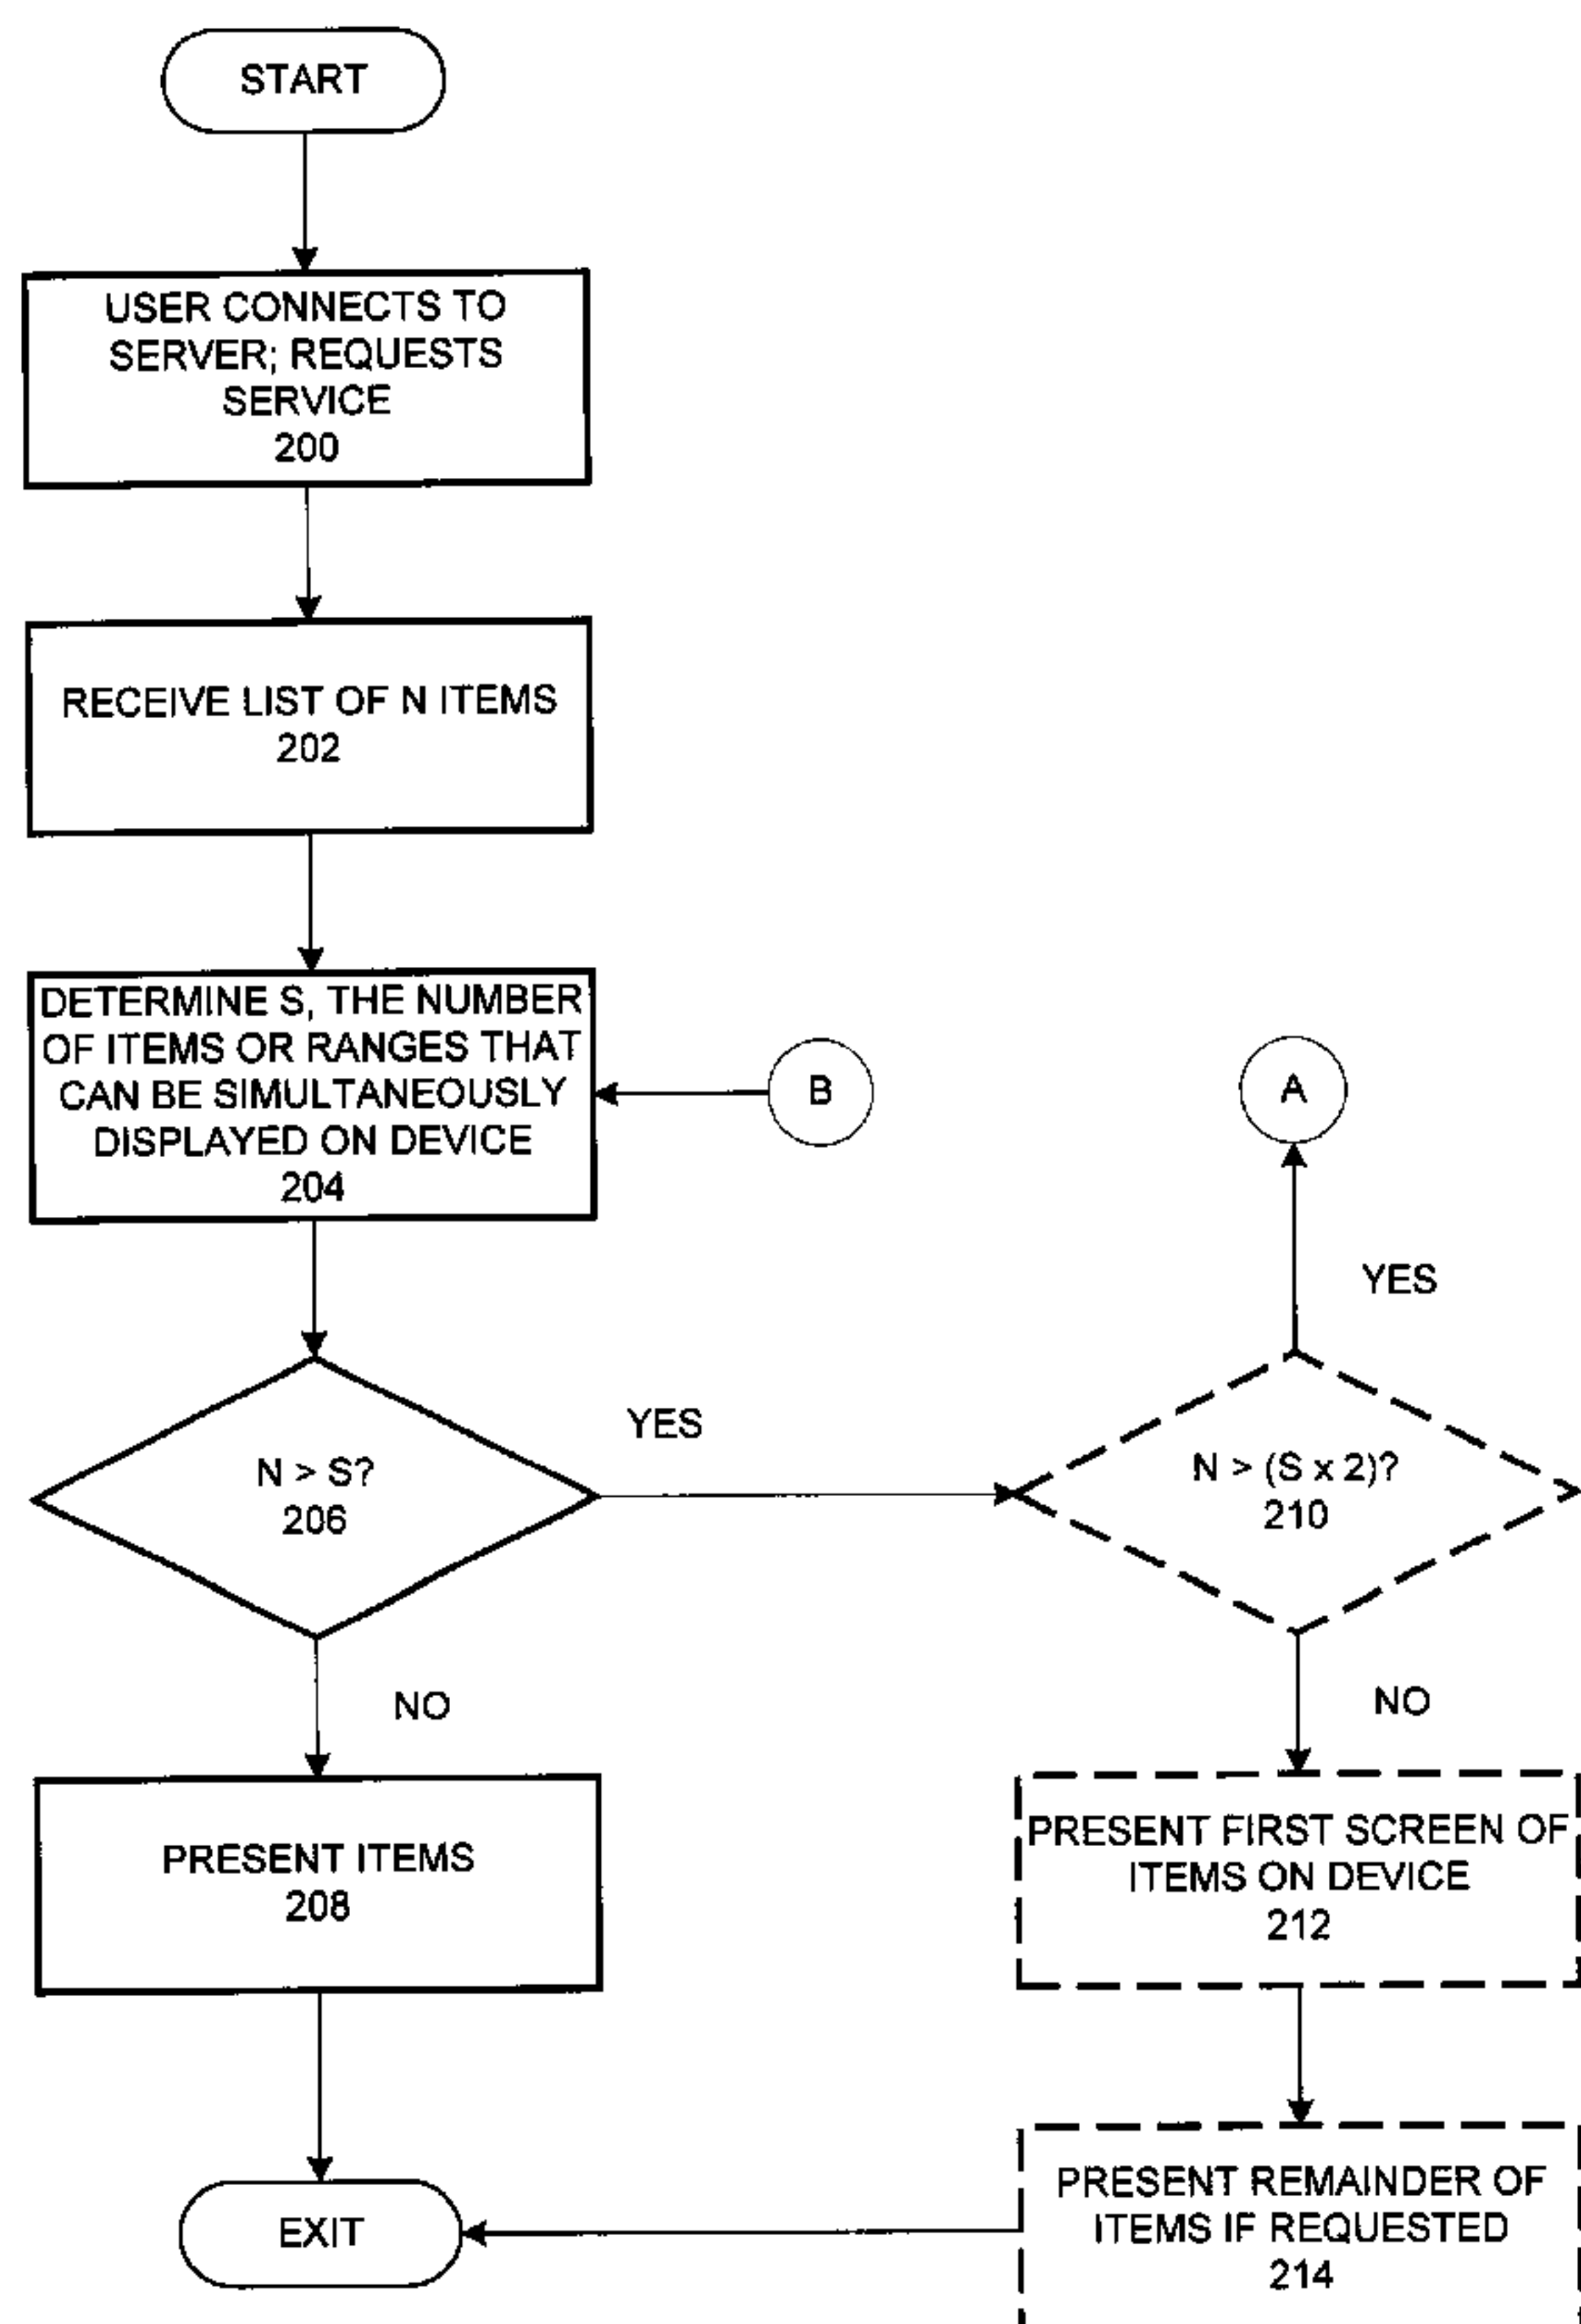 START
USER CONNECTS TO
SERVER; REQUESTS
SERVICE
200
RECEIVE LIST OF N ITEMS
202
DETERMINE S, THE NUMBER
OF ITEMS OR RANGES THAT
CAN BE SIMULTANEOUSLY
DISPLAYED ON DEVICE
204
B
A
YES
N > S?
206
YES
N > (S x 2)?
210
NO
NO
PRESENT ITEMS
208
PRESENT FIRST SCREEN OF
ITEMS ON DEVICE
212
EXIT
PRESENT REMAINDER OF
ITEMS IF REQUESTED
214